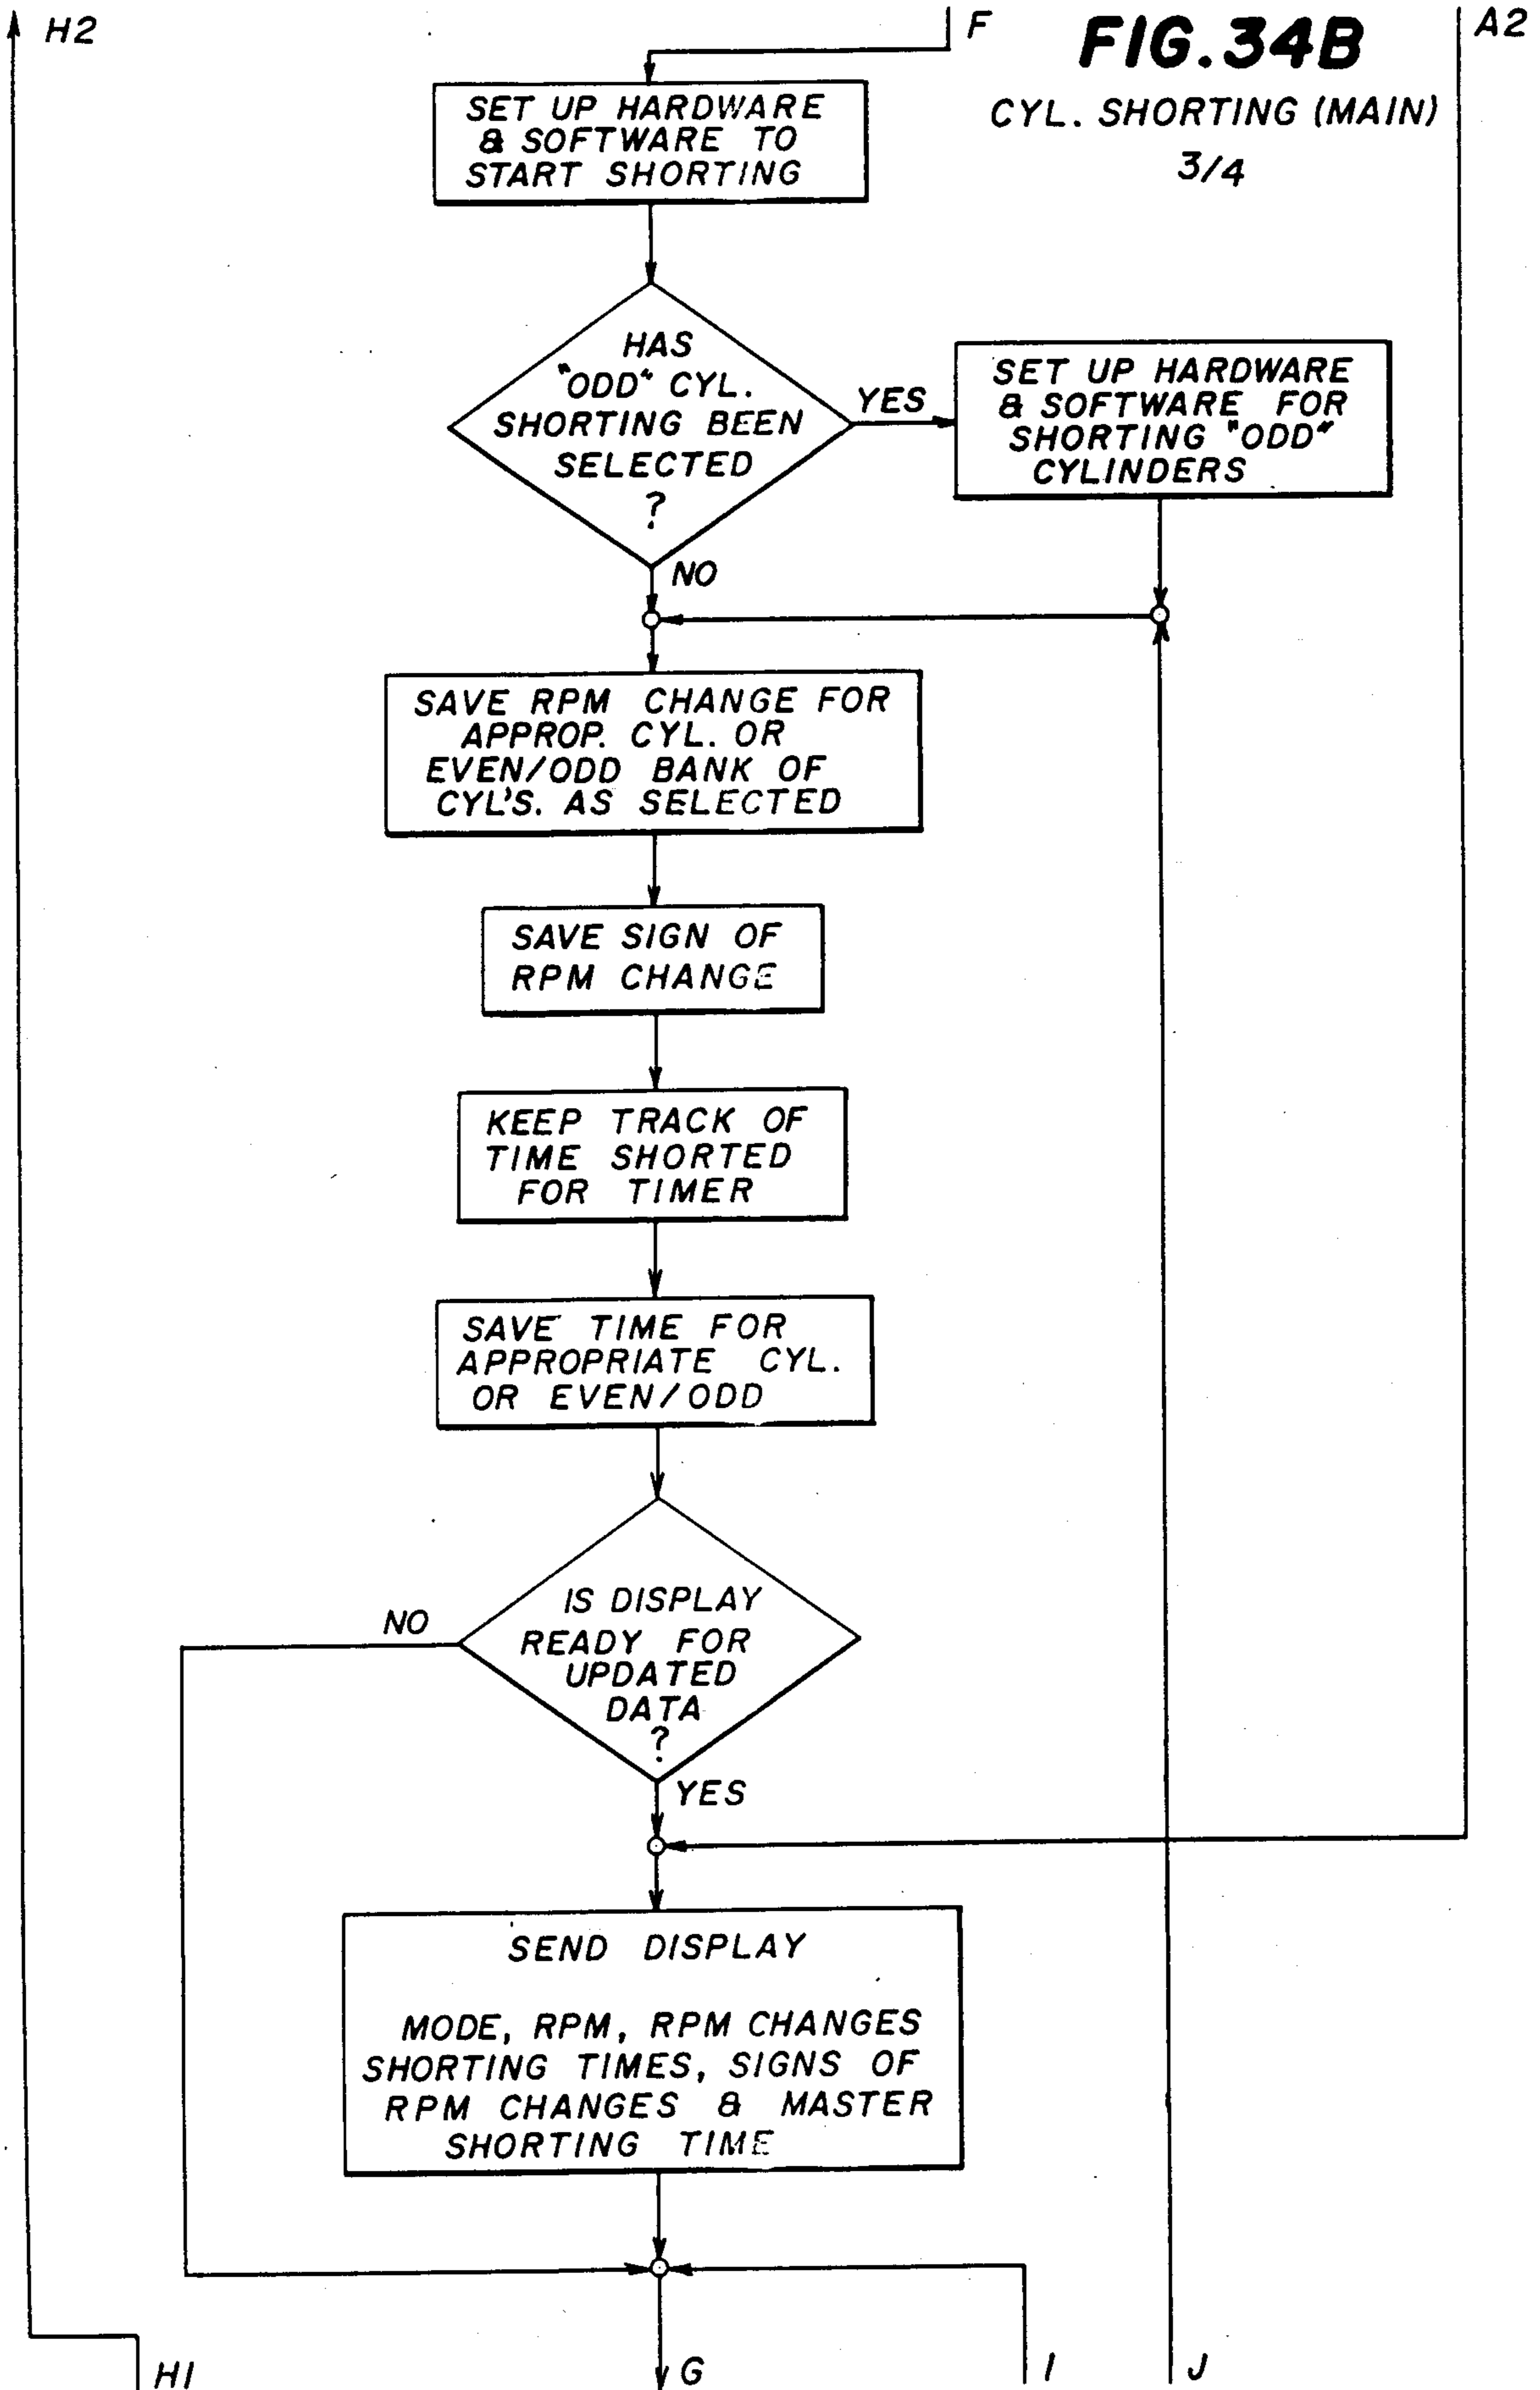 H2
F
FIG. 34B
A2
CYL. SHORTING (MAIN)
3/4
SET UP HARDWARE
& SOFTWARE TO
START SHORTING
HAS
"ODD" CYL.
SHORTING BEEN
SELECTED
?
YES
SET UP HARDWARE
& SOFTWARE FOR
SHORTING "ODD"
CYLINDERS
NO
SAVE RPM CHANGE FOR
APPROP. CYL. OR
EVEN/ODD BANK OF
CYL'S. AS SELECTED
SAVE SIGN OF
RPM CHANGE
KEEP TRACK OF
TIME SHORTED
FOR TIMER
SAVE TIME FOR
APPROPRIATE CYL.
OR EVEN/ODD
IS DISPLAY
READY FOR
UPDATED
DATA
?
NO
YES
SEND DISPLAY
MODE, RPM, RPM CHANGES
SHORTING TIMES, SIGNS OF
RPM CHANGES & MASTER
SHORTING TIME
H1
G
I
J